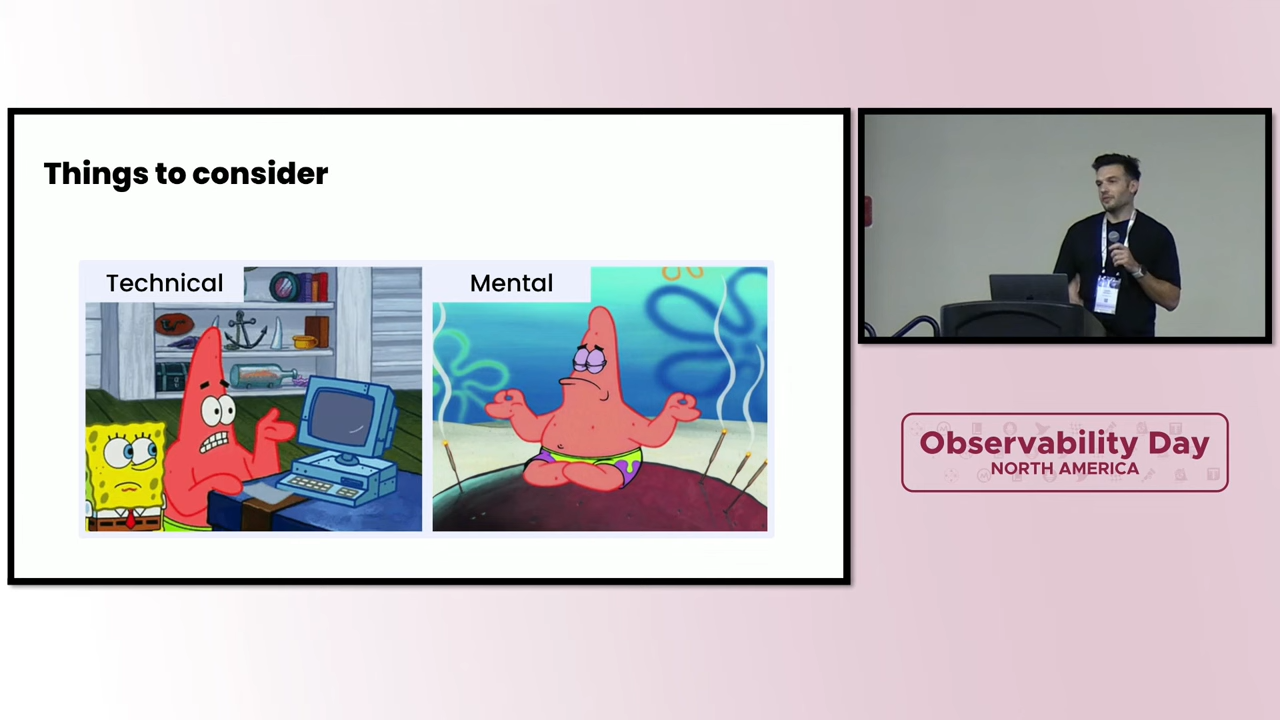 Things to consider
Technical
Mental
Observability Day
NORTH AMERICA